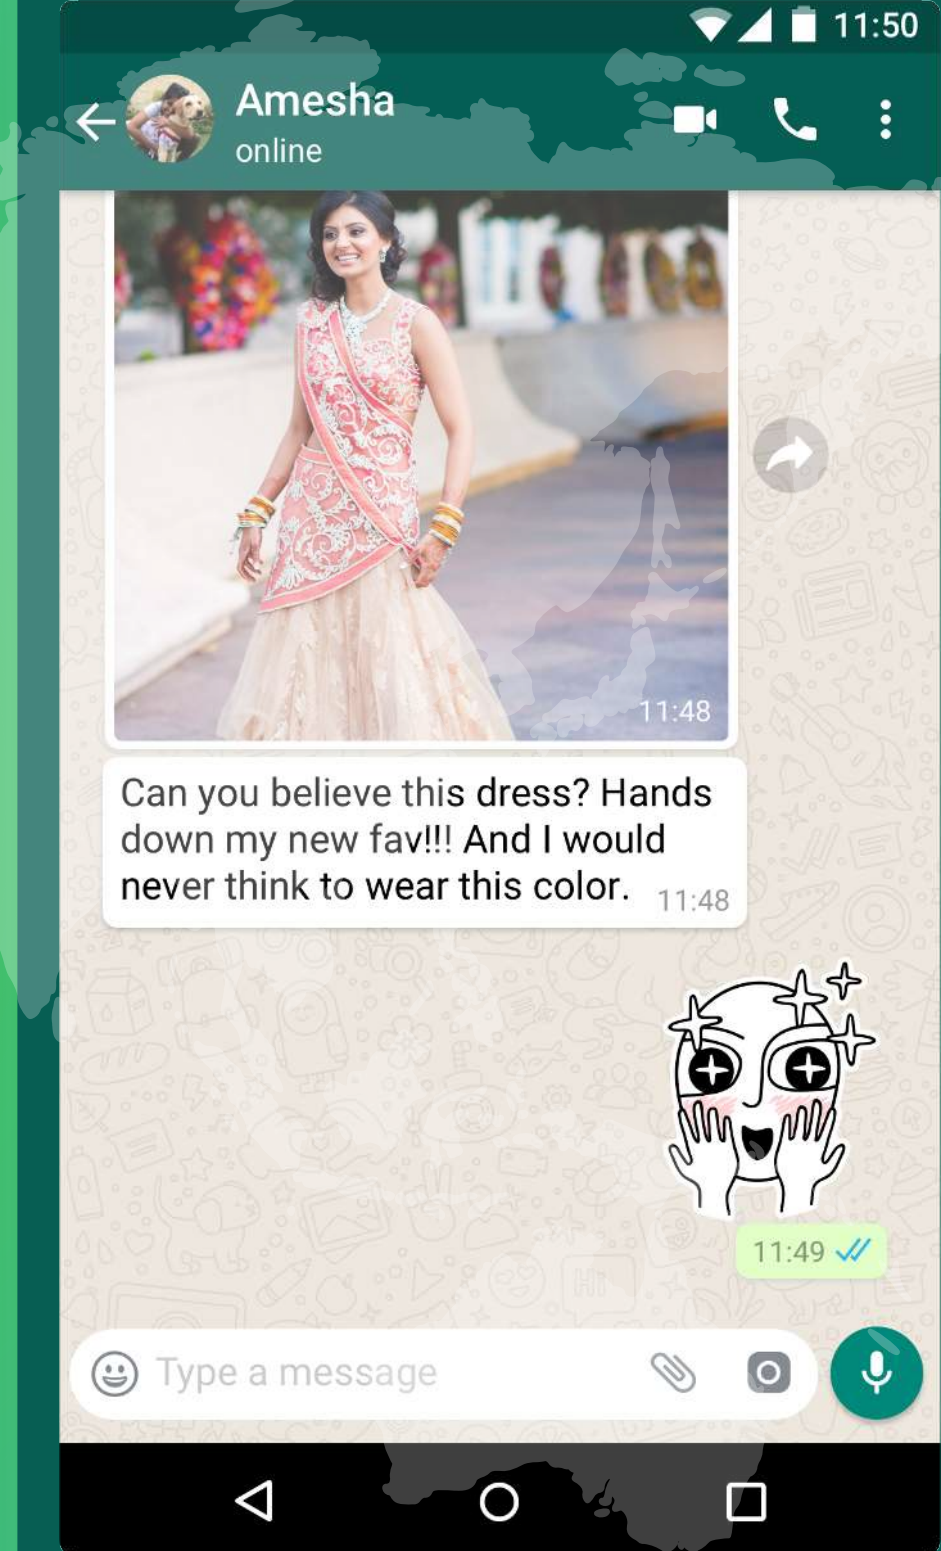 11:50
Amesha
online
11:48
Can you believe this dress? Hands
down my new fav!!! And I would
never think to wear this color.
11:48
11:49
Type a message